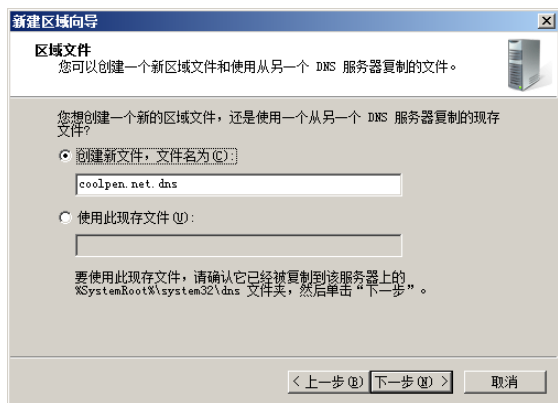 新建区域向导
区域文件
您可以创建一个新区域文件和使用从另一个 DNS 服务器复制的文件。
您想创建一个新的区域文件，还是使用一个从另一个 DNS 服务器复制的现存
文件?
创建新文件，文件名为(C):
coolpen.net.dns
使用此现存文件(U):
要使用此现存文件，请确认它已经被复制到该服务器上的
%SystemRoot%\system32\dns 文件夹，然后单击“下一步”。
< 上一步(B) 下一步(N) > 取消